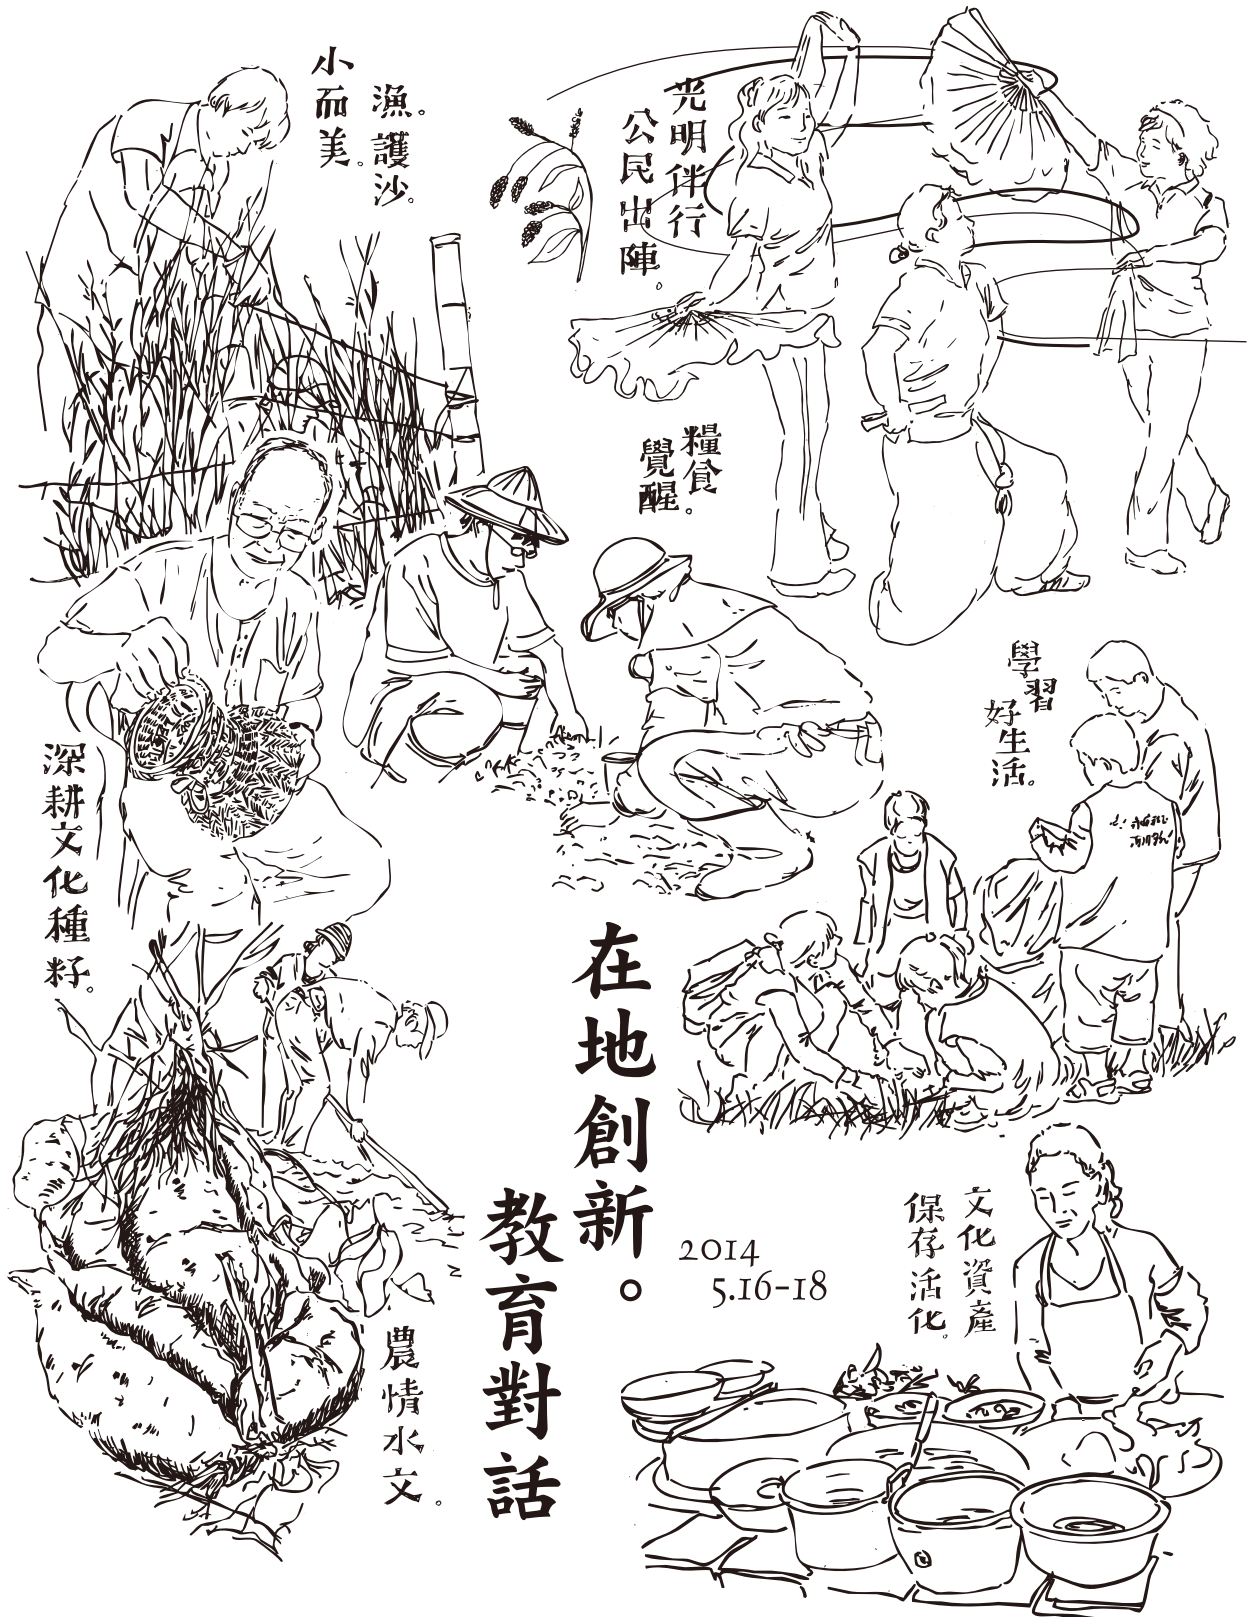 小而美。
漁。護沙。
光明伴行
公民出陣。
糧食
覺醒。
學習
好生活。
深耕文化種籽。
在地創新。
教育對話
2014
5.16-18
文化資產
保存活化。
農情水文。